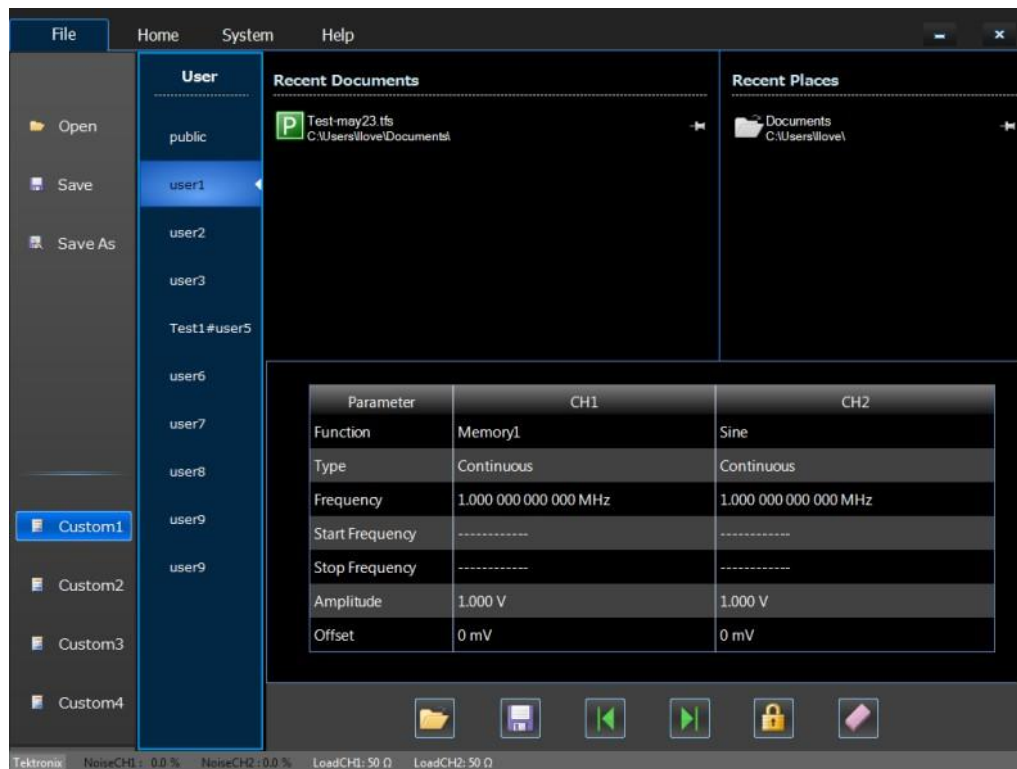 File Home System Help
Open
Save
Save As
Custom1
Custom2
Custom3
Custom4
User
public
user1
user2
user3
Test1#user5
user6
user7
user8
user9
user9
Recent Documents
P Test-may23.tfs
C:\Users\llove\Documents\
Recent Places
Documents
C:\Users\llove\
Parameter CH1 CH2
Function Memory1 Sine
Type Continuous Continuous
Frequency 1.000 000 000 000 MHz 1.000 000 000 000 MHz
Start Frequency ------------ ------------
Stop Frequency ------------ ------------
Amplitude 1.000 V 1.000 V
Offset 0 mV 0 mV
Tektronix NoiseCH1: 0.0 % NoiseCH2: 0.0 % LoadCH1: 50 Ω LoadCH2: 50 Ω